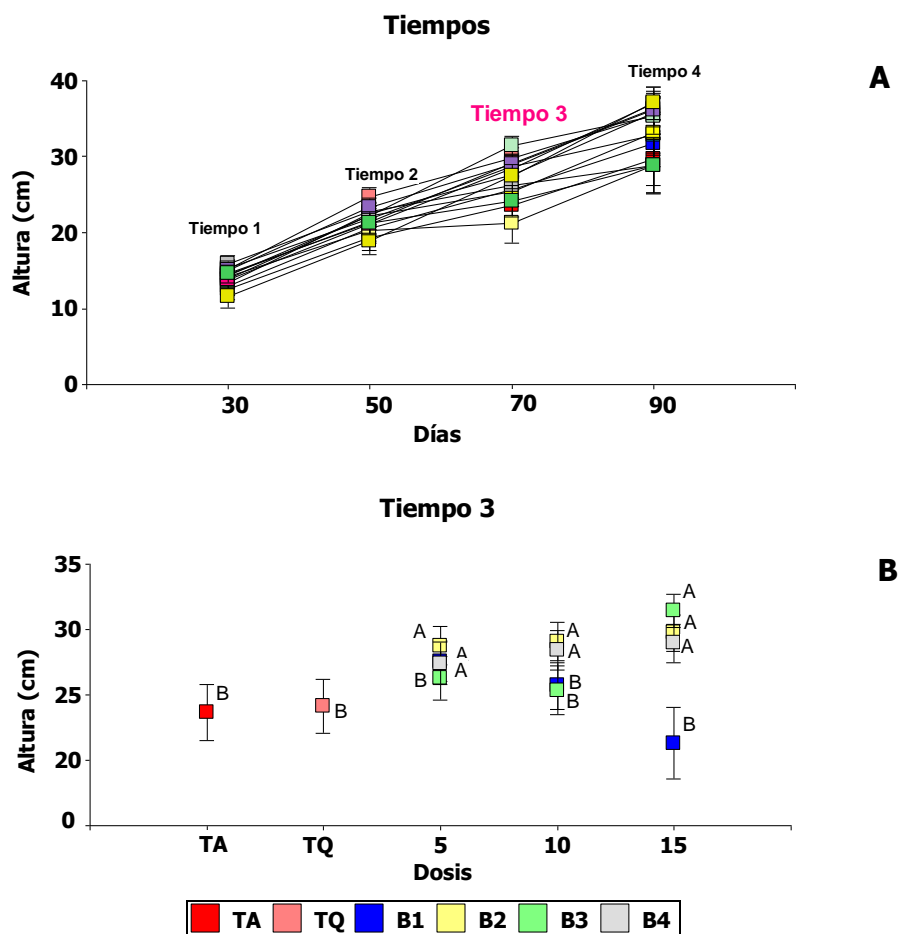 Tiempos
A
Tiempo 4
40
Tiempo 3
30
Tiempo 2
Tiempo 1
20
10
0
Altura (cm)
30 50 70 90
Días
Tiempo 3
B
35
30
25
20
0
Altura (cm)
A A A
A A A
B A A
B B B
B B B
TA TQ 5 10 15
Dosis
TA TQ B1 B2 B3 B4